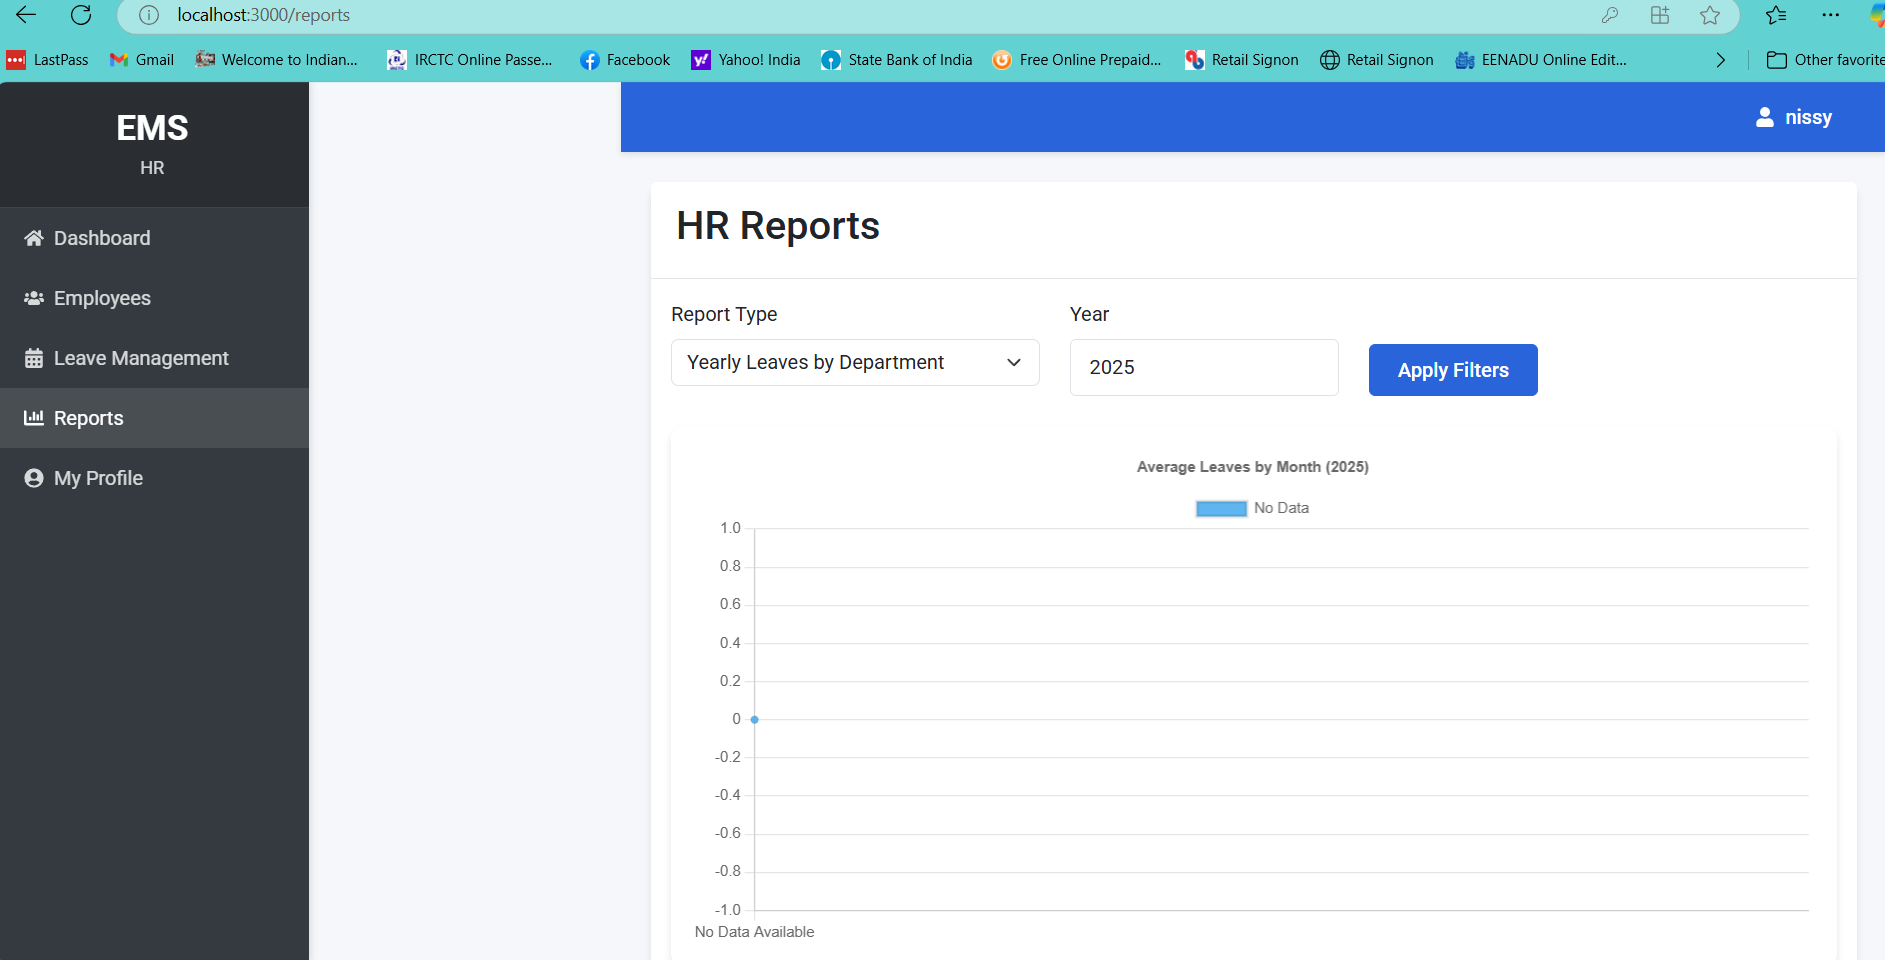 localhost:3000/reports
LastPass Gmail Welcome to Indian... IRCTC Online Passe... Facebook Yahoo! India State Bank of India Free Online Prepaid... Retail Signon Retail Signon EENADU Online Edit... Other favorite
EMS
HR
Dashboard
Employees
Leave Management
Reports
My Profile
nissy
HR Reports
Report Type
Yearly Leaves by Department
Year
2025
Apply Filters
Average Leaves by Month (2025)
No Data
1.0
0.8
0.6
0.4
0.2
0
-0.2
-0.4
-0.6
-0.8
-1.0
No Data Available